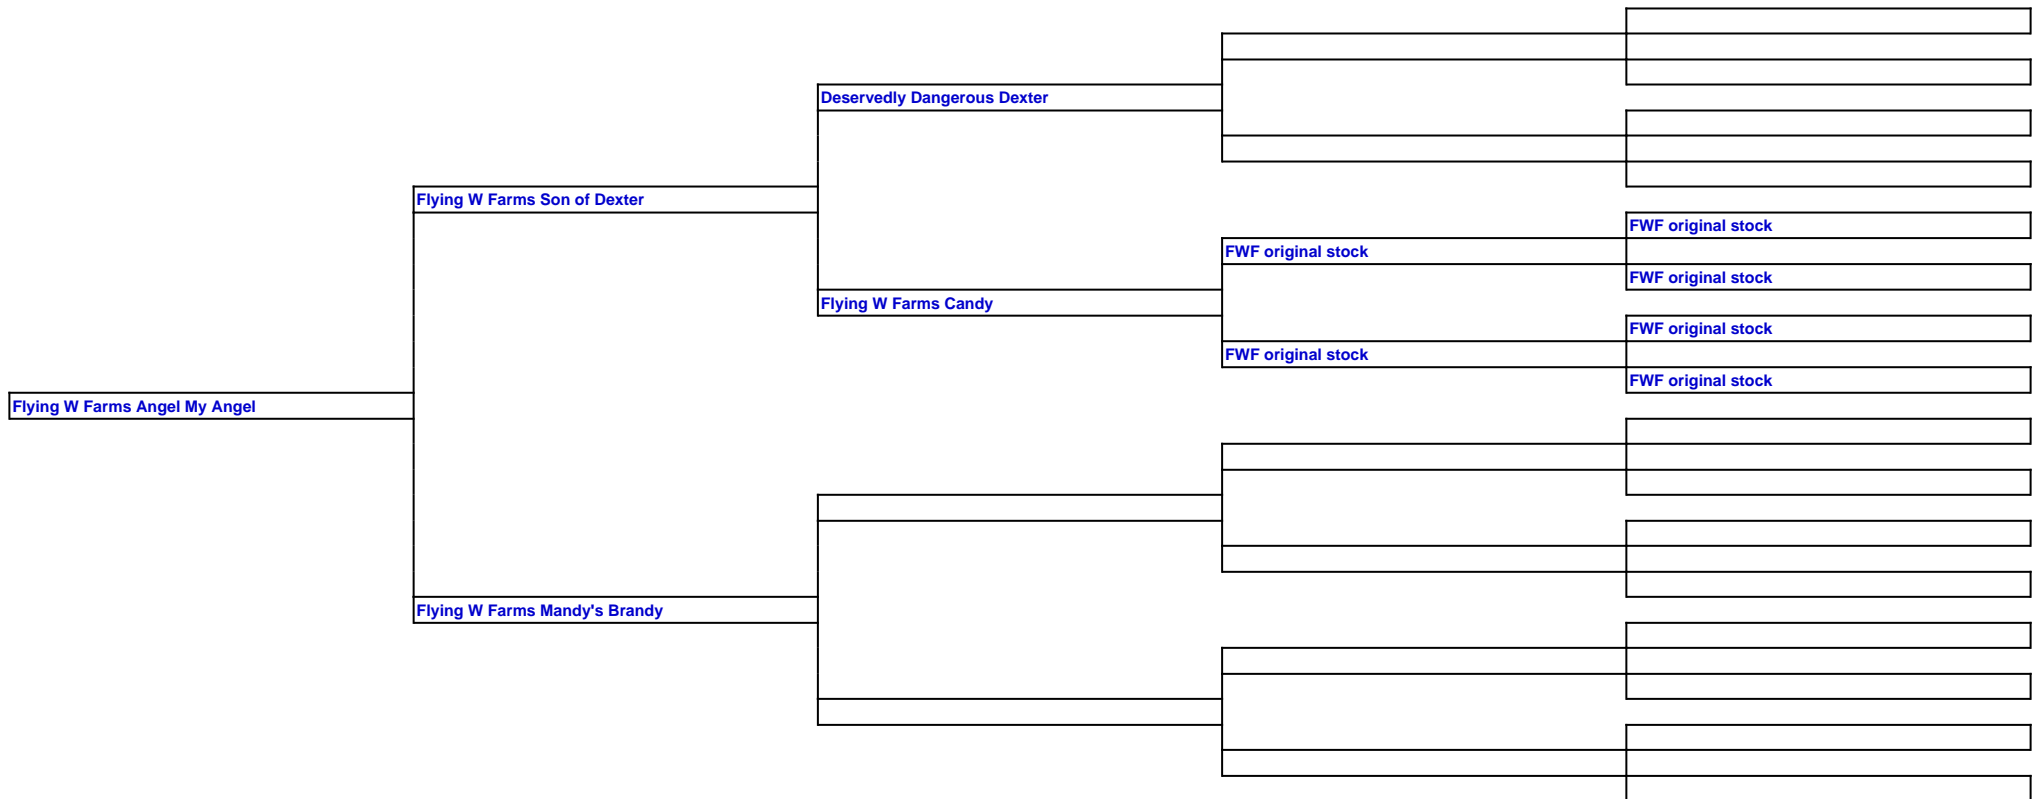 Deservedly Dangerous Dexter
Flying W Farms Son of Dexter
FWF original stock
FWF original stock
FWF original stock
Flying W Farms Candy
FWF original stock
FWF original stock
FWF original stock
Flying W Farms Angel My Angel
Flying W Farms Mandy's Brandy